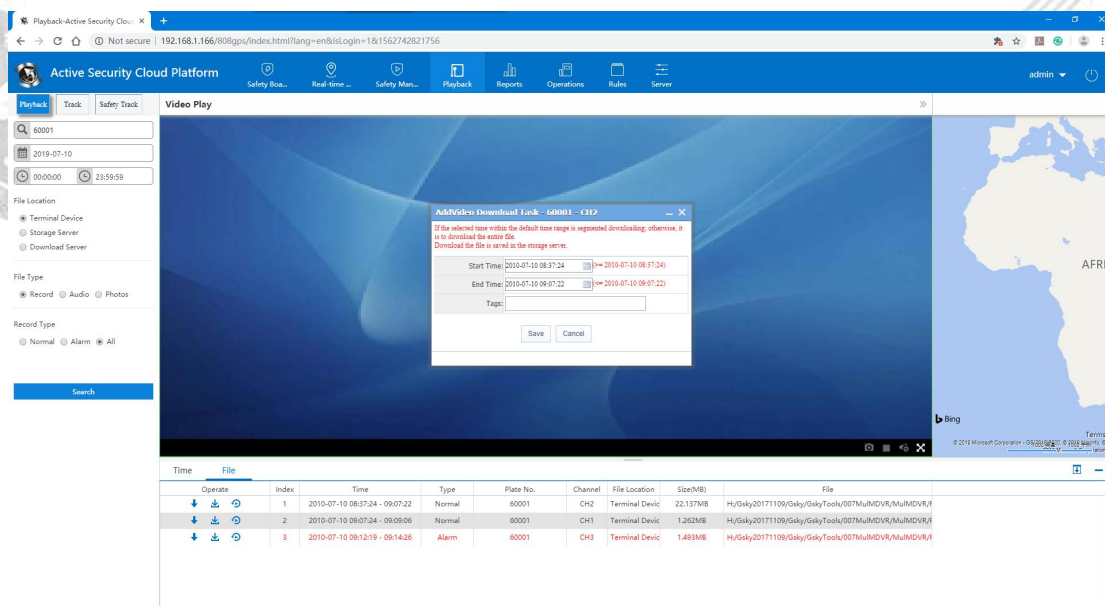 Playback-Active Security Clou
Not secure | 192.168.1.166/808gps/index.html?lang=en&isLogin=1&1562742821756
Active Security Cloud Platform
Safety Boa... Real-time ... Safety Man... Playback Reports Operations Rules Server
admin
Playback Track Safety Track
Video Play
60001
2019-07-10
00:00:00 23:59:59
File Location
Terminal Device
Storage Server
Download Server
File Type
Record Audio Photos
Record Type
Normal Alarm All
Search
AddVideo Download Task - 60001 - CH2
If the selected time within the default time range is segmented downloading; otherwise, it
is to download the entire file.
Download the file is saved in the storage server.
Start Time: 2010-07-10 08:37:24 (>= 2010-07-10 08:37:24)
End Time: 2010-07-10 09:07:22 (<= 2010-07-10 09:07:22)
Tags:
Save Cancel
AFRI
Bing
Terms
© 2019 Microsoft Corporation
Time File
Operate Index Time Type Plate No. Channel File Location Size(MB) File
1 2010-07-10 08:37:24 - 09:07:22 Normal 60001 CH2 Terminal Devic 22.137MB H:/Gsky20171109/Gsky/GskyTools/007MulMDVR/MulMDVR/F
2 2010-07-10 09:07:24 - 09:09:06 Normal 60001 CH1 Terminal Devic 1.262MB H:/Gsky20171109/Gsky/GskyTools/007MulMDVR/MulMDVR/F
3 2010-07-10 09:12:19 - 09:14:26 Alarm 60001 CH3 Terminal Devic 1.493MB H:/Gsky20171109/Gsky/GskyTools/007MulMDVR/MulMDVR/F